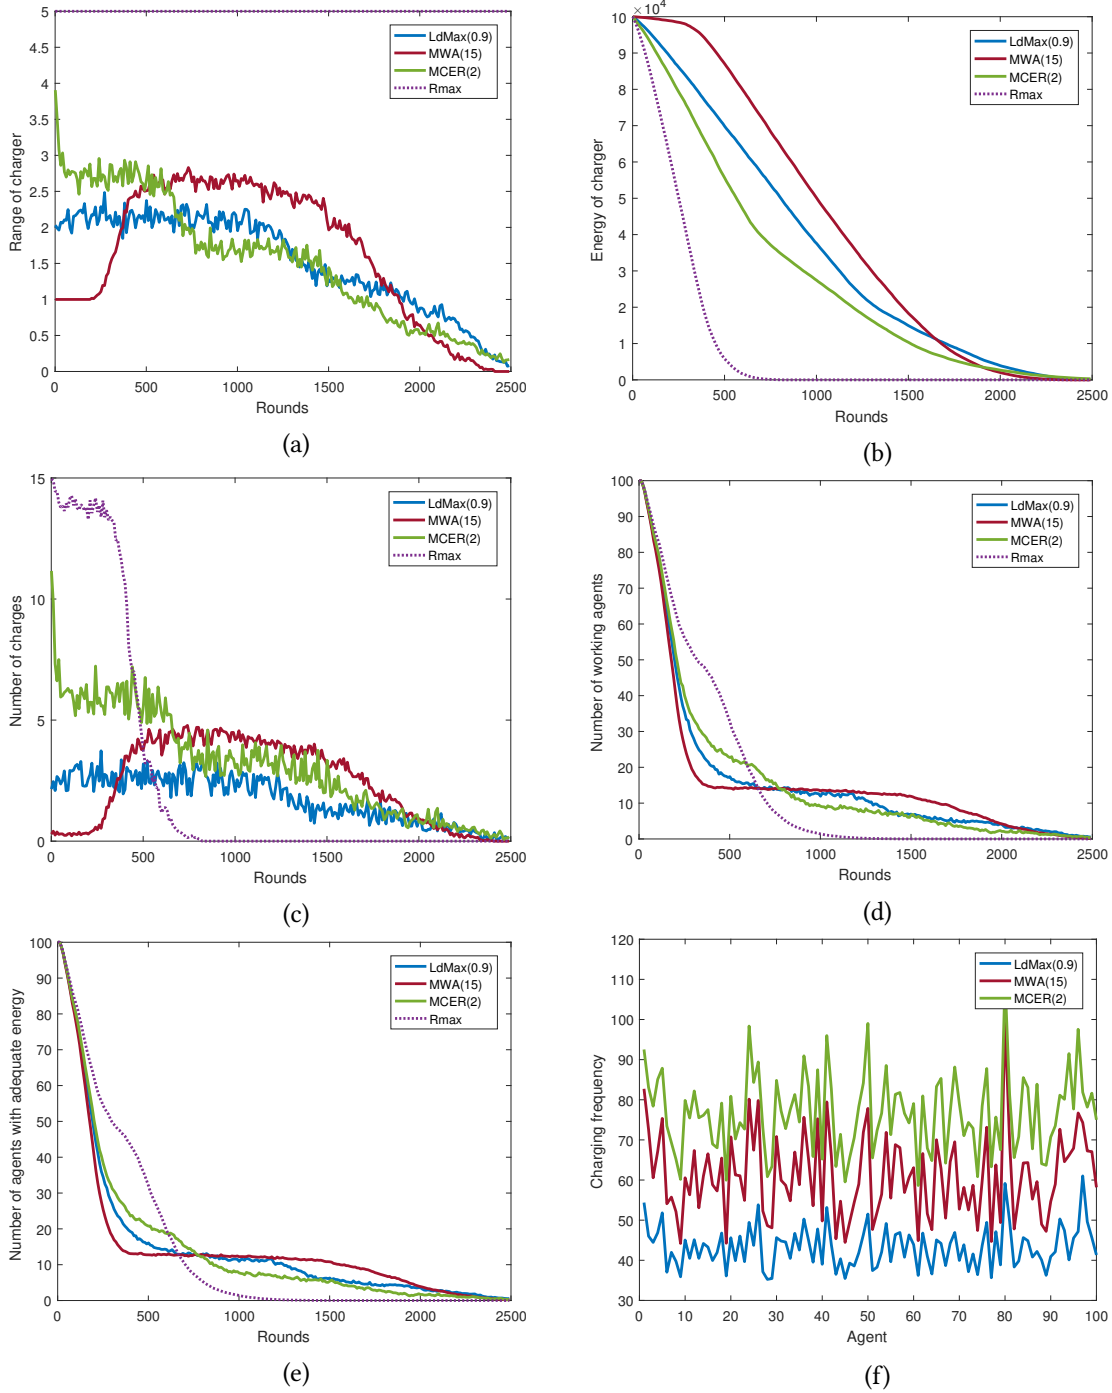 5
4.5
4
3.5
3
2.5
2
1.5
1
0.5
0
0 500 1000 1500 2000 2500
Range of charger
Rounds
LdMax(0.9)
MWA(15)
MCER(2)
Rmax
(a)
×10⁴
10
9
8
7
6
5
4
3
2
1
0
0 500 1000 1500 2000 2500
Energy of charger
Rounds
LdMax(0.9)
MWA(15)
MCER(2)
Rmax
(b)
15
10
5
0
0 500 1000 1500 2000 2500
Number of charges
Rounds
LdMax(0.9)
MWA(15)
MCER(2)
Rmax
(c)
100
90
80
70
60
50
40
30
20
10
0
0 500 1000 1500 2000 2500
Number of working agents
Rounds
LdMax(0.9)
MWA(15)
MCER(2)
Rmax
(d)
100
90
80
70
60
50
40
30
20
10
0
0 500 1000 1500 2000 2500
Number of agents with adequate energy
Rounds
LdMax(0.9)
MWA(15)
MCER(2)
Rmax
(e)
120
110
100
90
80
70
60
50
40
30
0 10 20 30 40 50 60 70 80 90 100
Charging frequency
Agent
LdMax(0.9)
MWA(15)
MCER(2)
(f)